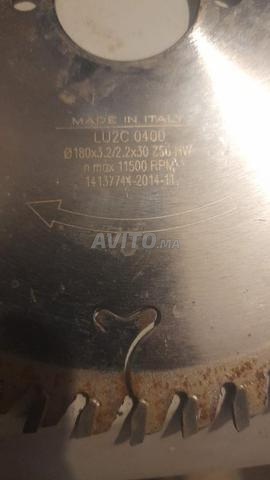 MADE IN ITALY
LU2C 0400
Ø180x3.2/2.2x30 Z56 HW
n max 11500 RPM
AVITO.ma